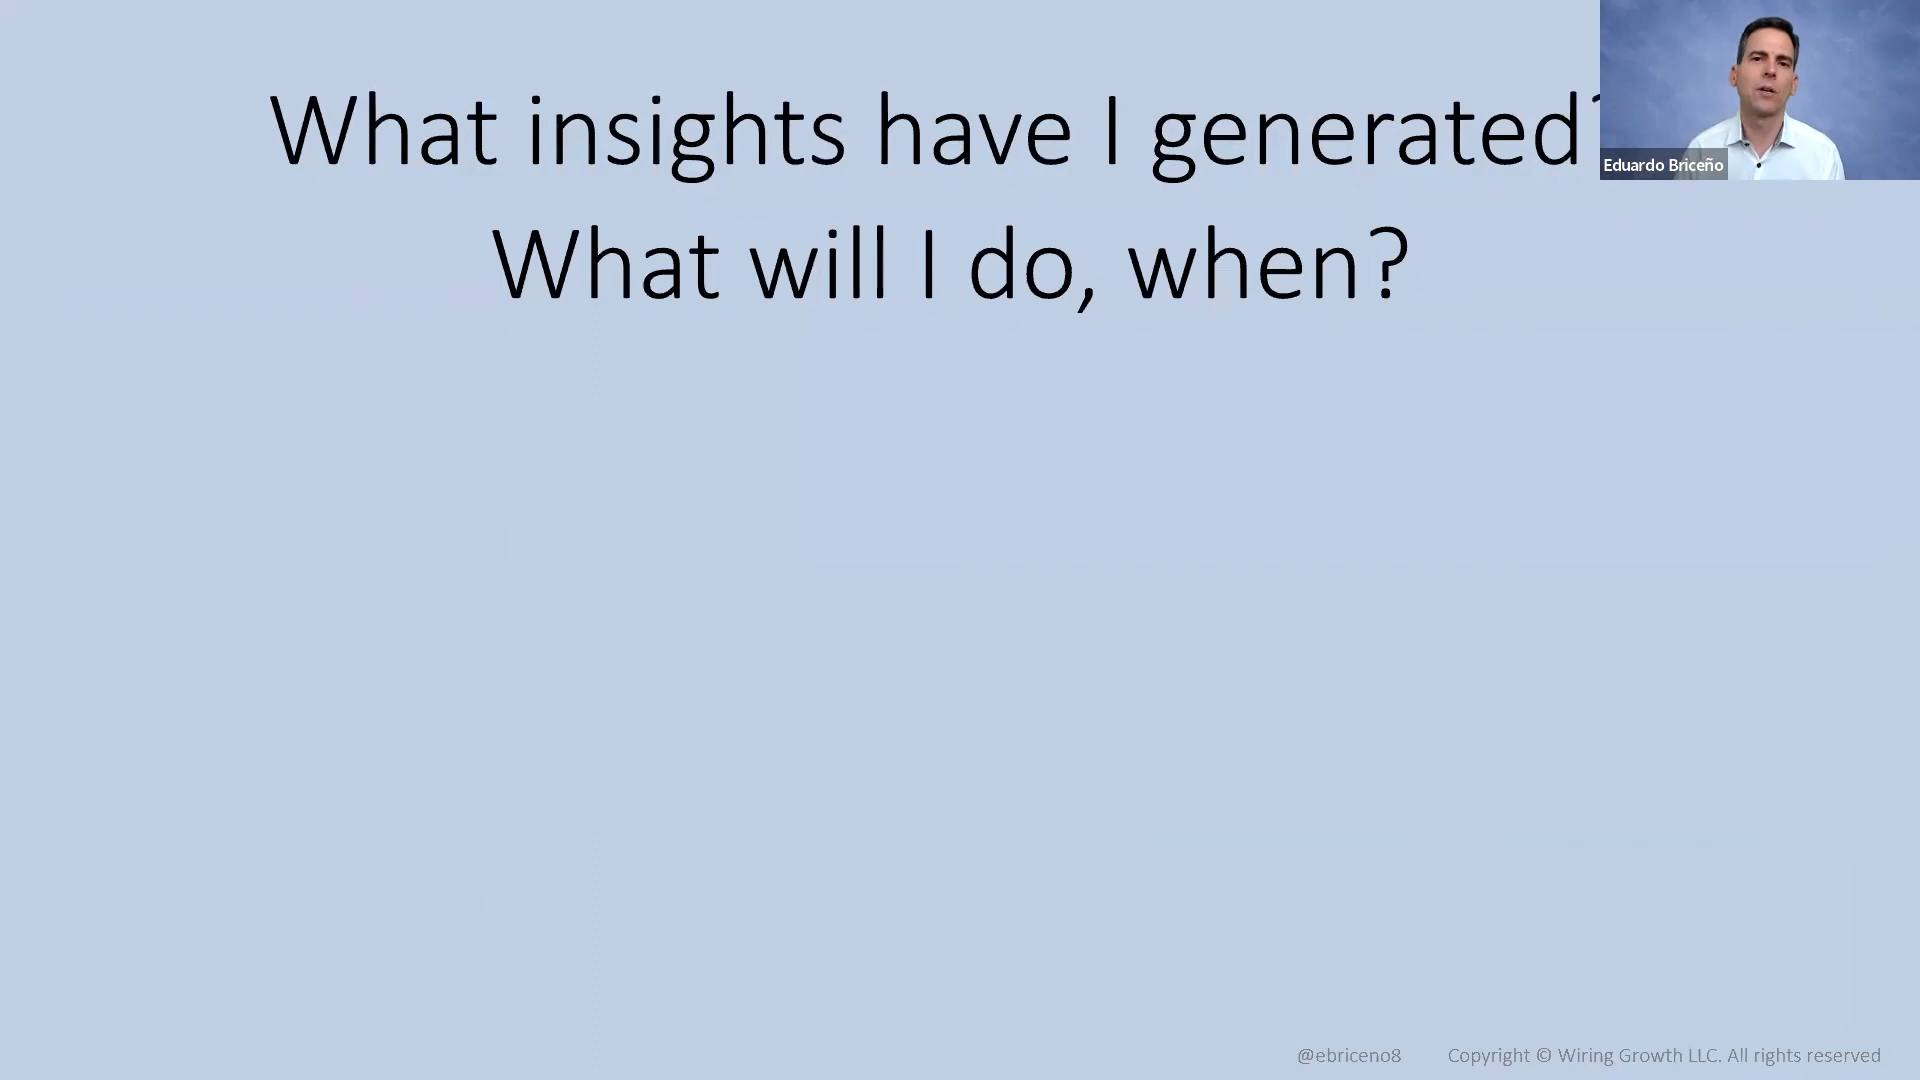 What insights have I generated?
What will I do, when?
Eduardo Briceño
@ebriceno8 Copyright © Wiring Growth LLC. All rights reserved